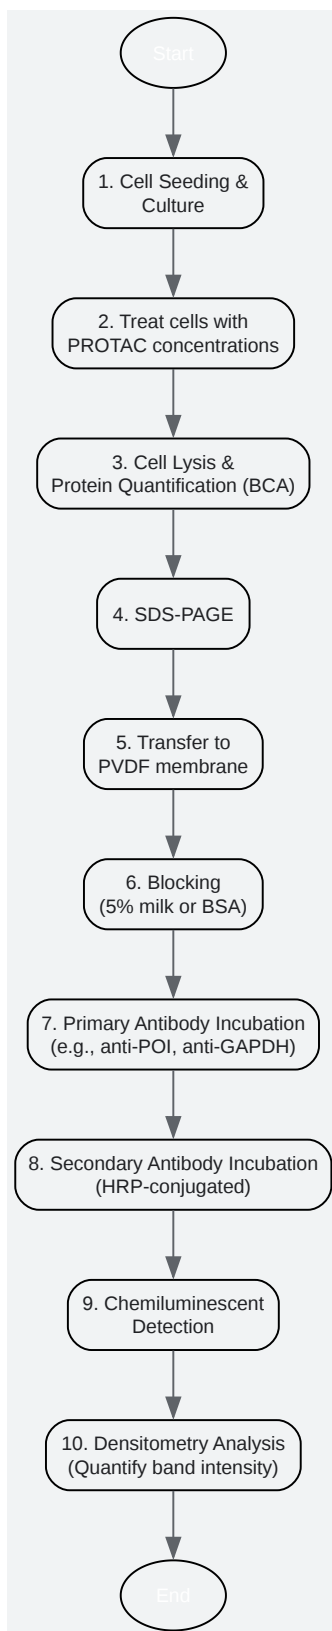 Start
1. Cell Seeding &
Culture
2. Treat cells with
PROTAC concentrations
3. Cell Lysis &
Protein Quantification (BCA)
4. SDS-PAGE
5. Transfer to
PVDF membrane
6. Blocking
(5% milk or BSA)
7. Primary Antibody Incubation
(e.g., anti-POI, anti-GAPDH)
8. Secondary Antibody Incubation
(HRP-conjugated)
9. Chemiluminescent
Detection
10. Densitometry Analysis
(Quantify band intensity)
End